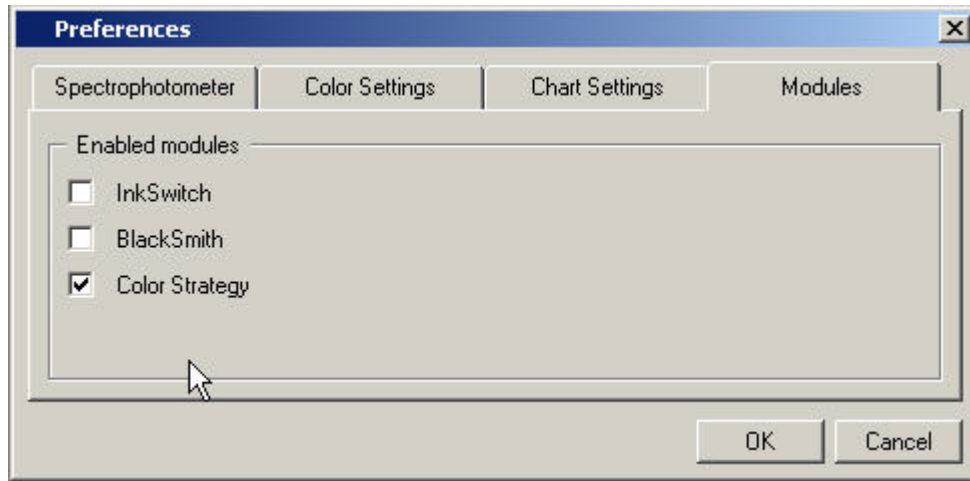 Preferences
Spectrophotometer Color Settings Chart Settings Modules
Enabled modules
InkSwitch
BlackSmith
Color Strategy
OK Cancel